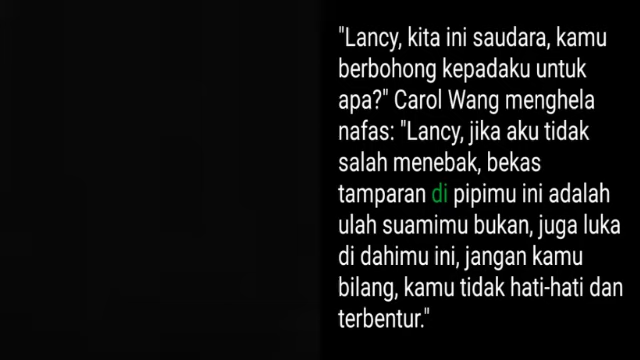 "Lancy, kita ini saudara, kamu
berbohong kepadaku untuk
apa?" Carol Wang menghela
nafas: "Lancy, jika aku tidak
salah menebak, bekas
tamparan di pipimu ini adalah
ulah suamimu bukan, juga luka
di dahimu ini, jangan kamu
bilang, kamu tidak hati-hati dan
terbentur."